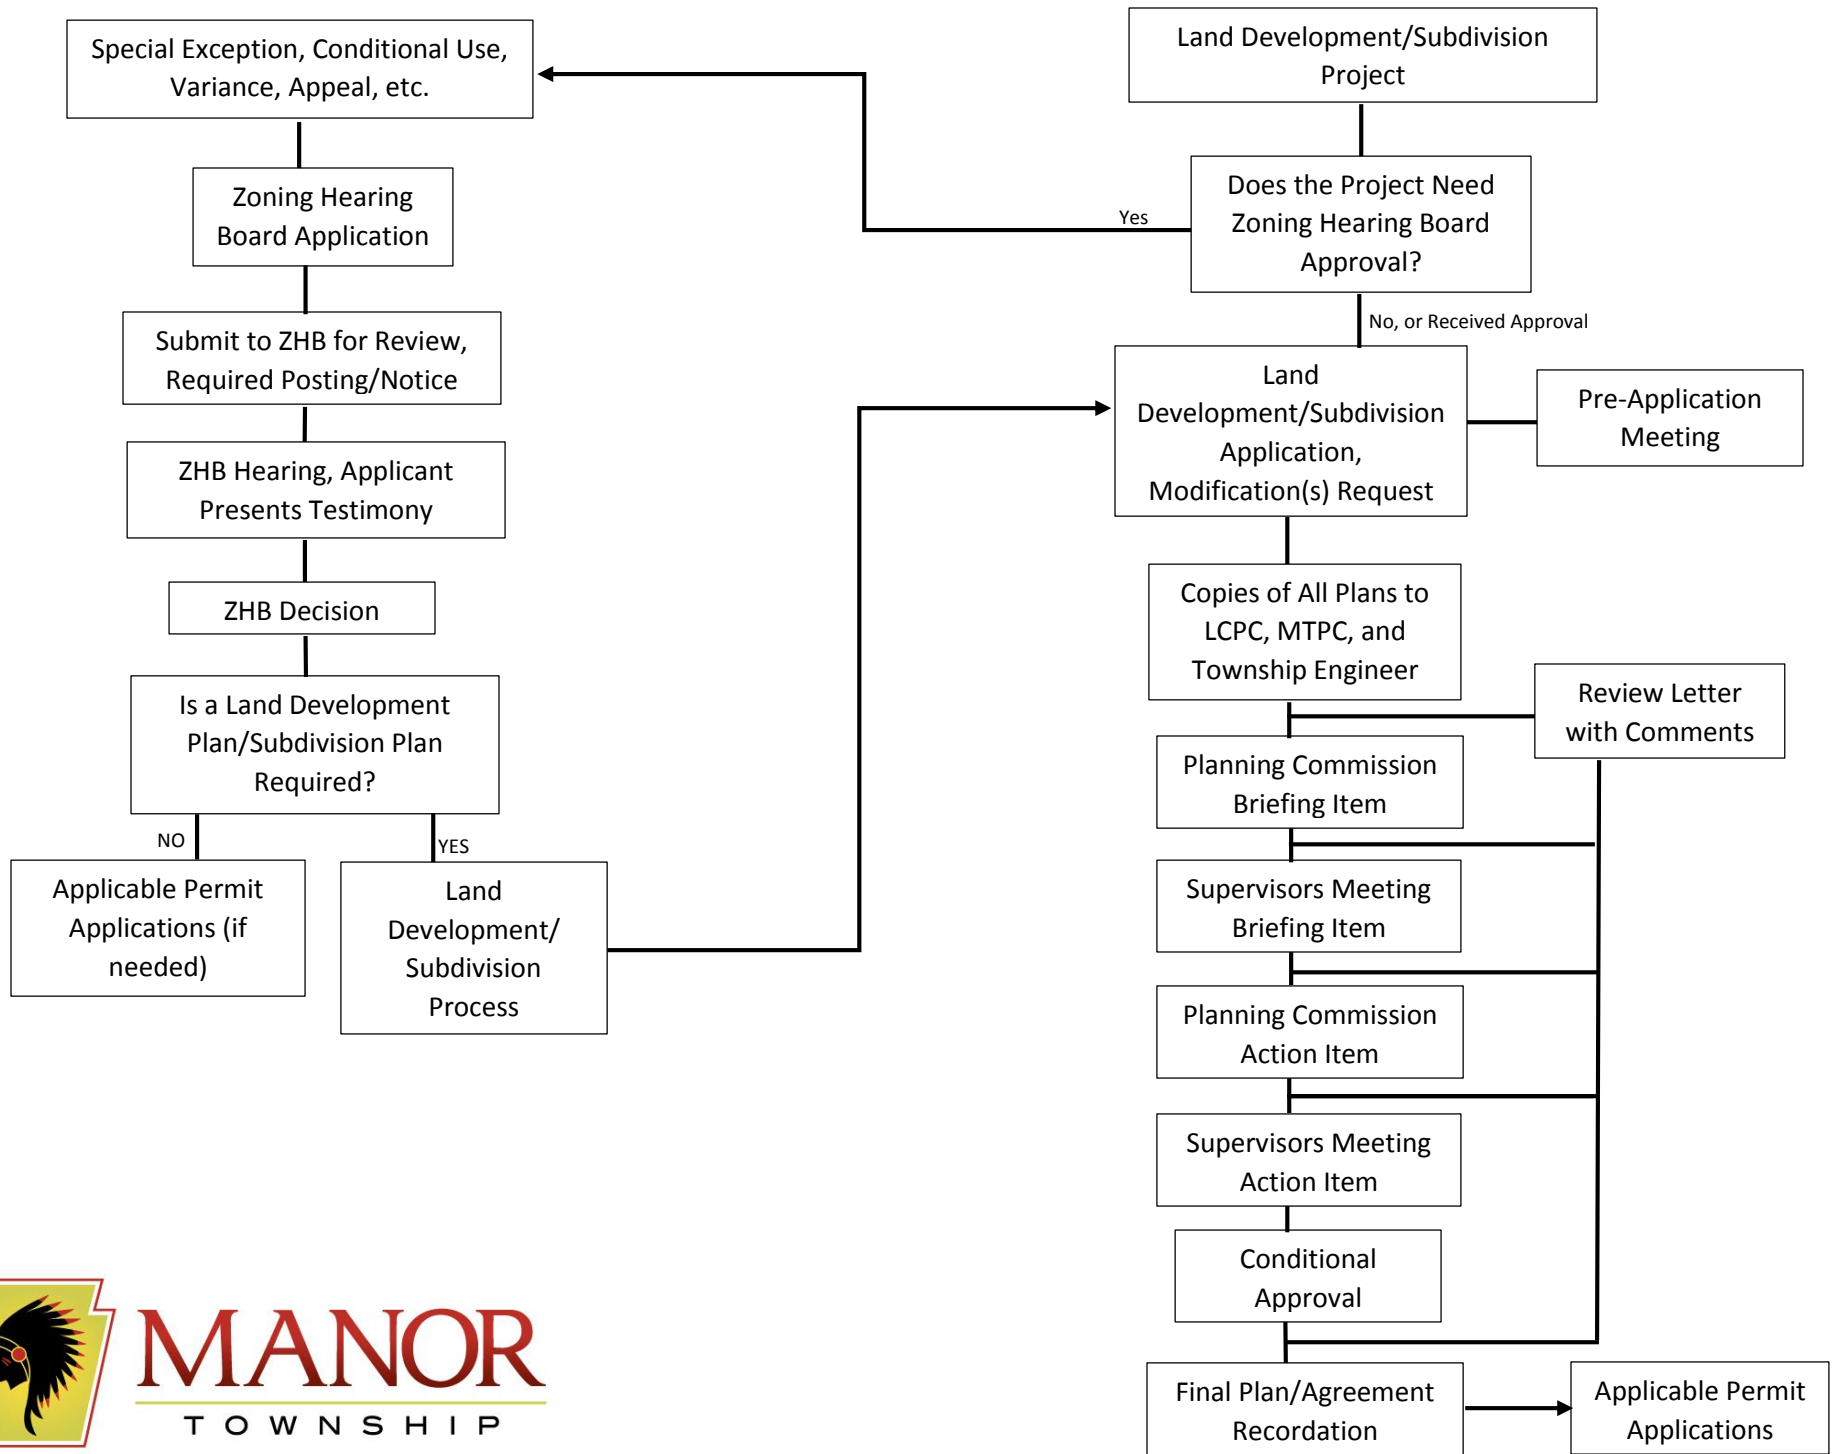 Special Exception, Conditional Use,
Variance, Appeal, etc.
Zoning Hearing
Board Application
Submit to ZHB for Review,
Required Posting/Notice
ZHB Hearing, Applicant
Presents Testimony
ZHB Decision
Is a Land Development
Plan/Subdivision Plan
Required?
NO
YES
Applicable Permit
Applications (if
needed)
Land
Development/
Subdivision
Process
Land Development/Subdivision
Project
Does the Project Need
Zoning Hearing Board
Approval?
Yes
No, or Received Approval
Land
Development/Subdivision
Application,
Modification(s) Request
Pre-Application
Meeting
Copies of All Plans to
LCPC, MTPC, and
Township Engineer
Review Letter
with Comments
Planning Commission
Briefing Item
Supervisors Meeting
Briefing Item
Planning Commission
Action Item
Supervisors Meeting
Action Item
Conditional
Approval
Final Plan/Agreement
Recordation
Applicable Permit
Applications
MANOR
TOWNSHIP